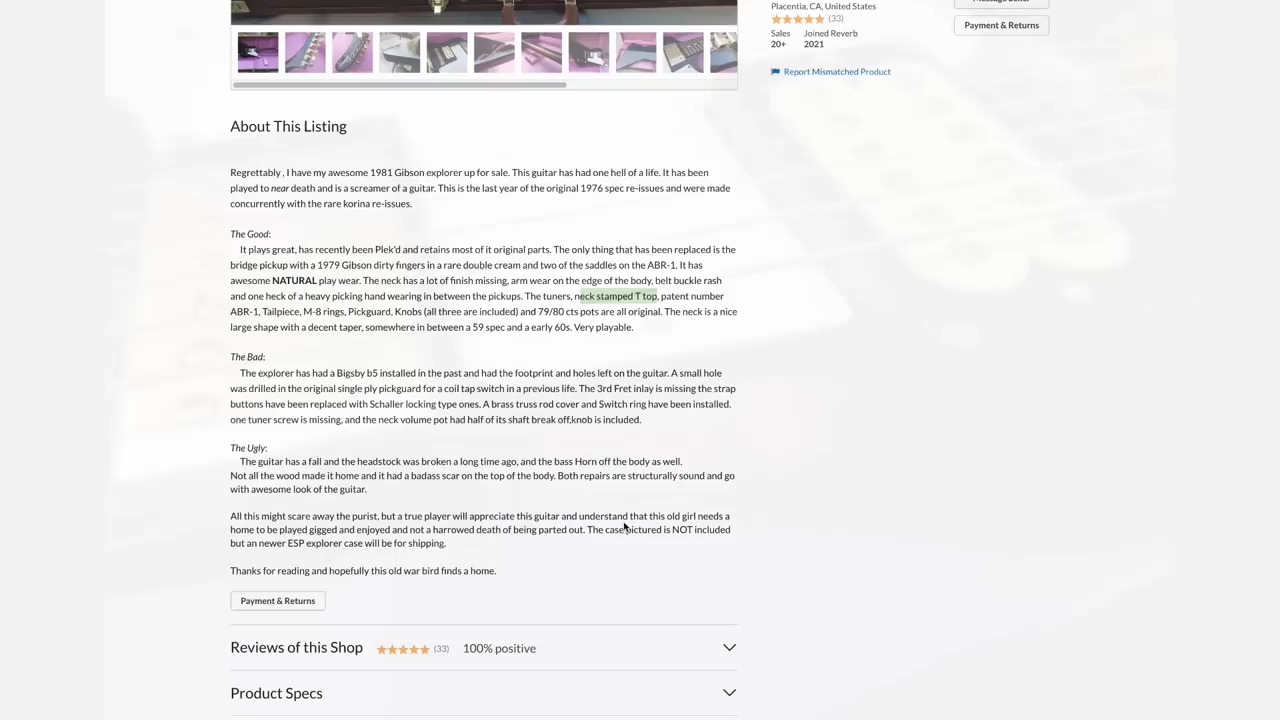 Placentia, CA, United States
(33)
Payment & Returns
Sales Joined Reverb
20+ 2021
Report Mismatched Product
About This Listing
Regrettably , I have my awesome 1981 Gibson explorer up for sale. This guitar has had one hell of a life. It has been
played to near death and is a screamer of a guitar. This is the last year of the original 1976 spec re-issues and were made
concurrently with the rare korina re-issues.
The Good:
It plays great, has recently been Plek'd and retains most of it original parts. The only thing that has been replaced is the
bridge pickup with a 1979 Gibson dirty fingers in a rare double cream and two of the saddles on the ABR-1. It has
awesome NATURAL play wear. The neck has a lot of finish missing, arm wear on the edge of the body, belt buckle rash
and one heck of a heavy picking hand wearing in between the pickups. The tuners, neck stamped T top, patent number
ABR-1, Tailpiece, M-8 rings, Pickguard, Knobs (all three are included) and 79/80 cts pots are all original. The neck is a nice
large shape with a decent taper, somewhere in between a 59 spec and a early 60s. Very playable.
The Bad:
The explorer has had a Bigsby b5 installed in the past and had the footprint and holes left on the guitar. A small hole
was drilled in the original single ply pickguard for a coil tap switch in a previous life. The 3rd Fret inlay is missing the strap
buttons have been replaced with Schaller locking type ones. A brass truss rod cover and Switch ring have been installed.
one tuner screw is missing, and the neck volume pot had half of its shaft break off,knob is included.
The Ugly:
The guitar has a fall and the headstock was broken a long time ago, and the bass Horn off the body as well.
Not all the wood made it home and it had a badass scar on the top of the body. Both repairs are structurally sound and go
with awesome look of the guitar.
All this might scare away the purist, but a true player will appreciate this guitar and understand that this old girl needs a
home to be played gigged and enjoyed and not a harrowed death of being parted out. The case pictured is NOT included
but an newer ESP explorer case will be for shipping.
Thanks for reading and hopefully this old war bird finds a home.
Payment & Returns
Reviews of this Shop (33) 100% positive
Product Specs